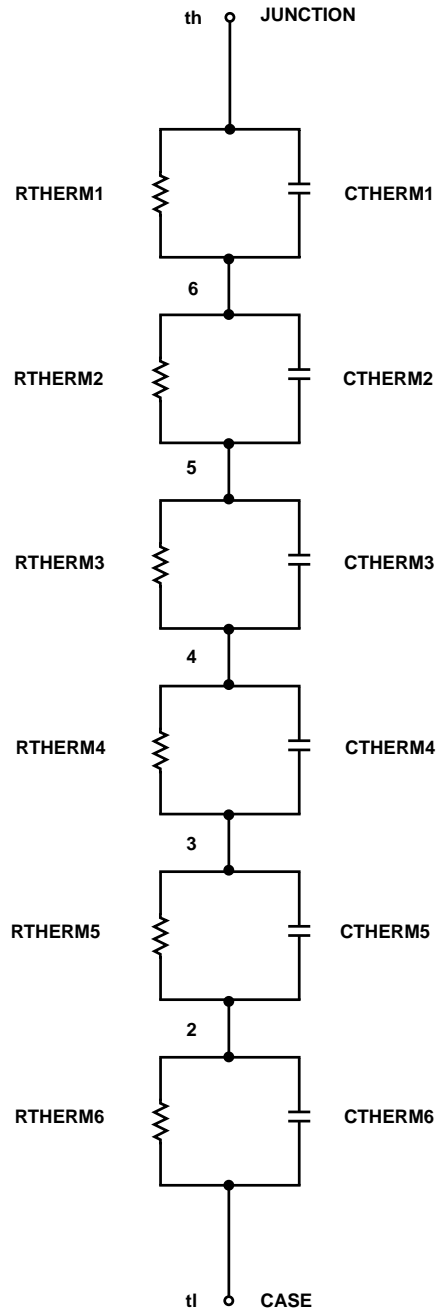 th JUNCTION
RTHERM1 CTHERM1
6
RTHERM2 CTHERM2
5
RTHERM3 CTHERM3
4
RTHERM4 CTHERM4
3
RTHERM5 CTHERM5
2
RTHERM6 CTHERM6
tl CASE